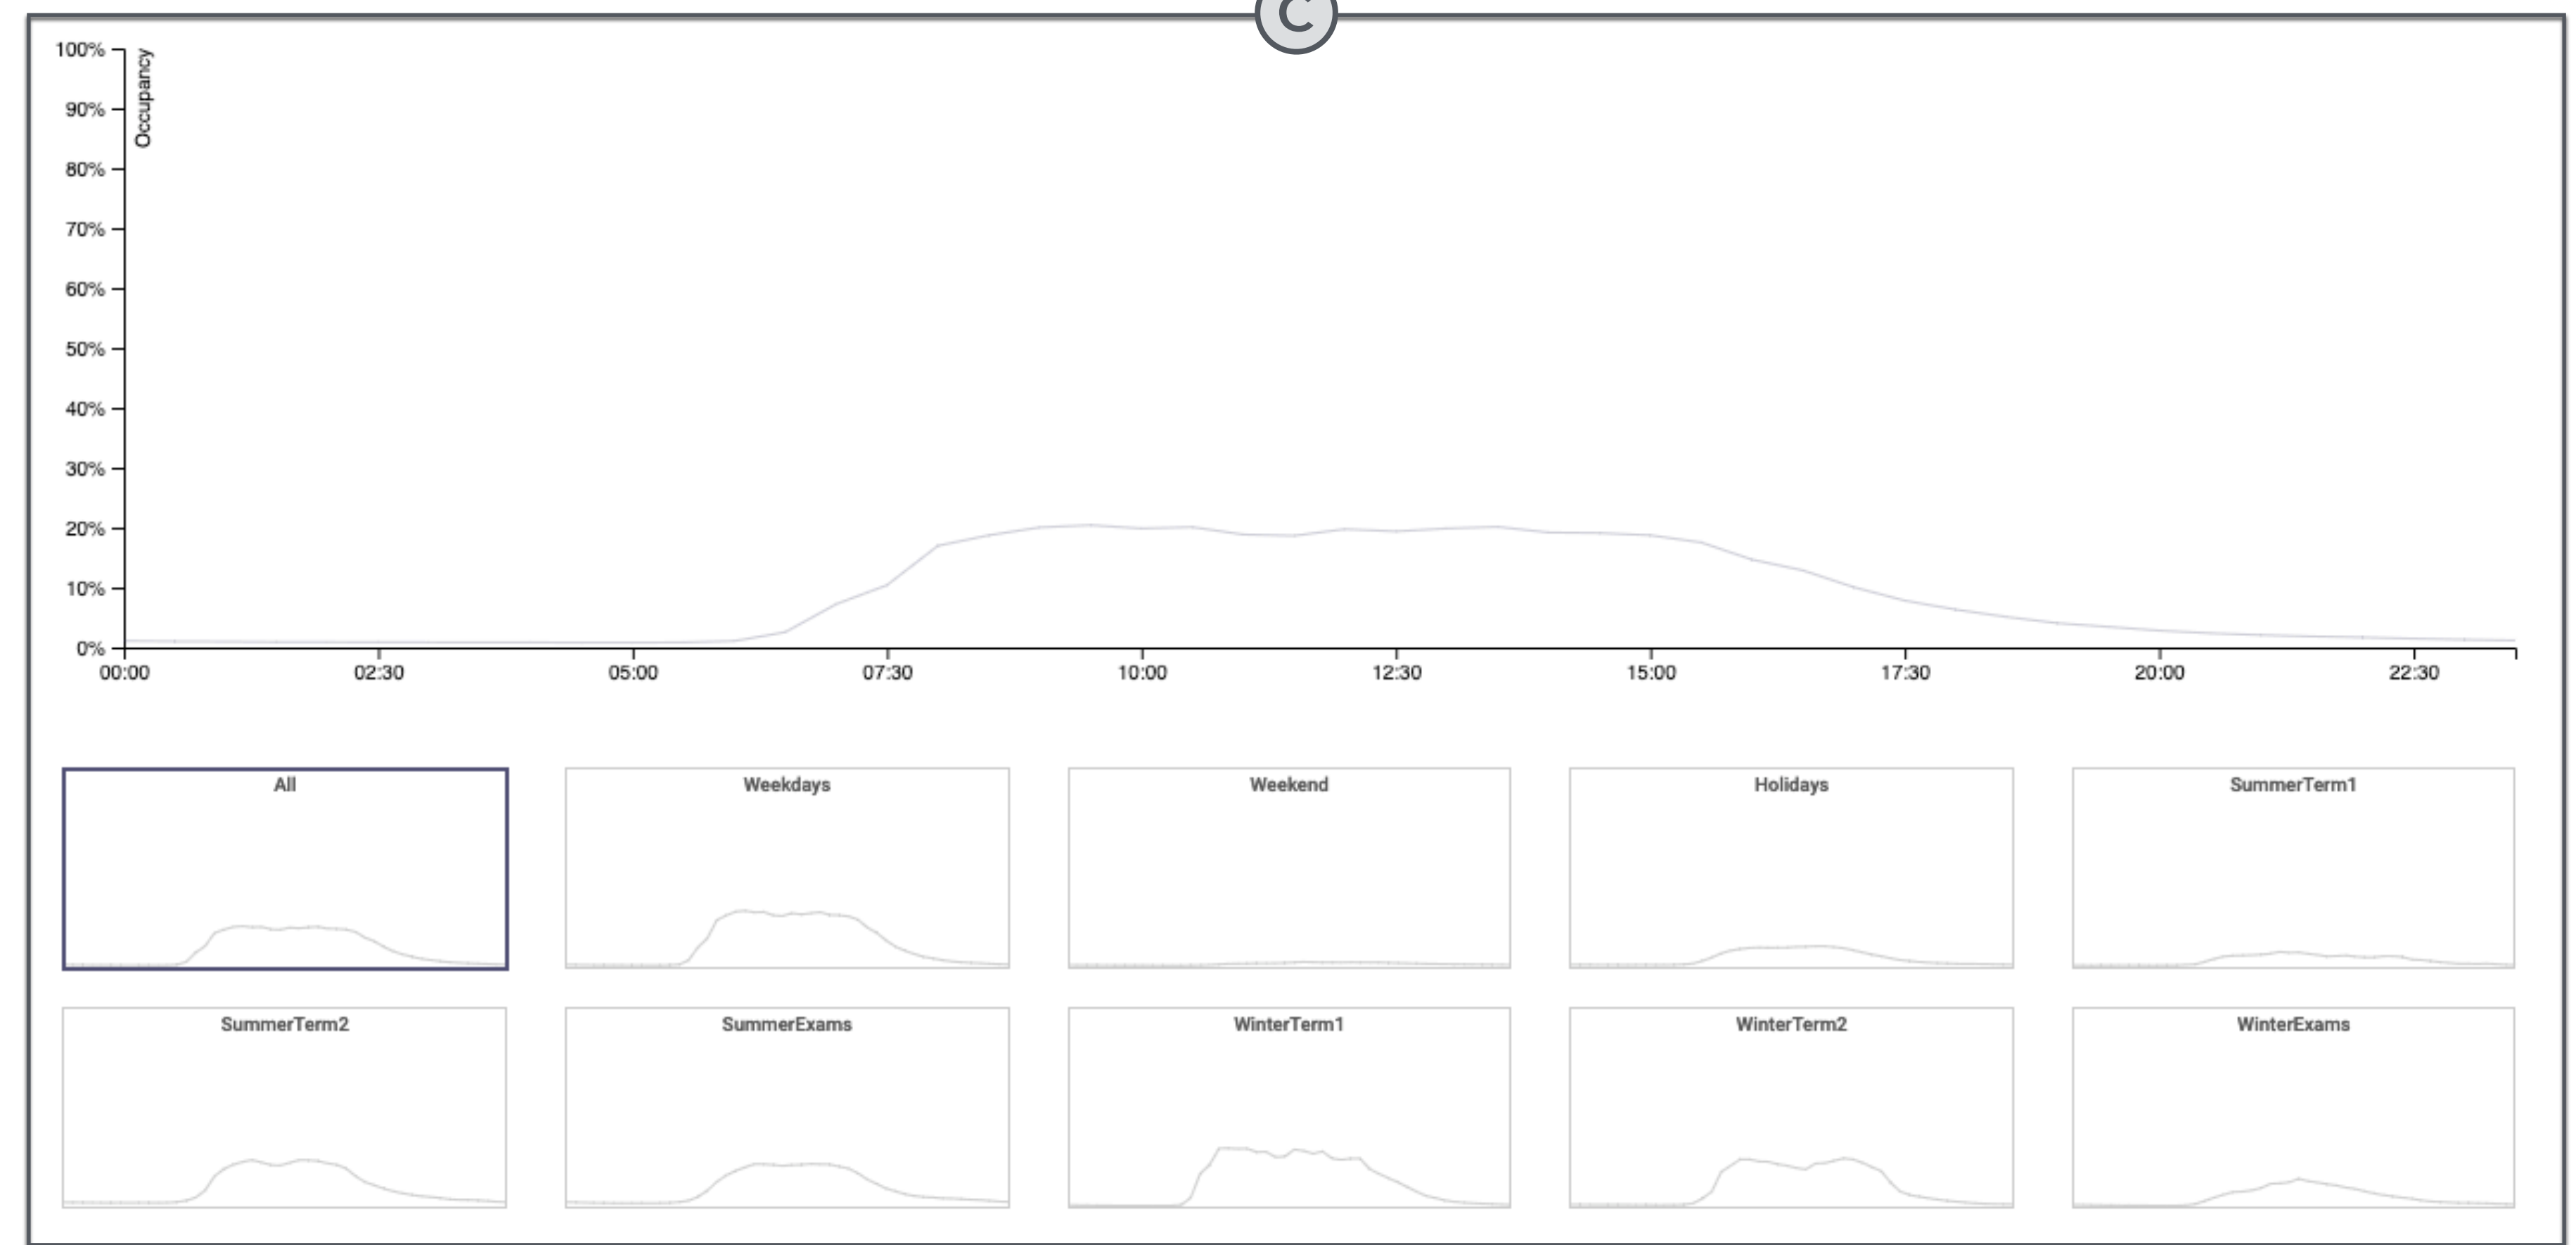 C
100%
Occupancy
90%
80%
70%
60%
50%
40%
30%
20%
10%
0%
00:00 02:30 05:00 07:30 10:00 12:30 15:00 17:30 20:00 22:30
All Weekdays Weekend Holidays SummerTerm1
SummerTerm2 SummerExams WinterTerm1 WinterTerm2 WinterExams